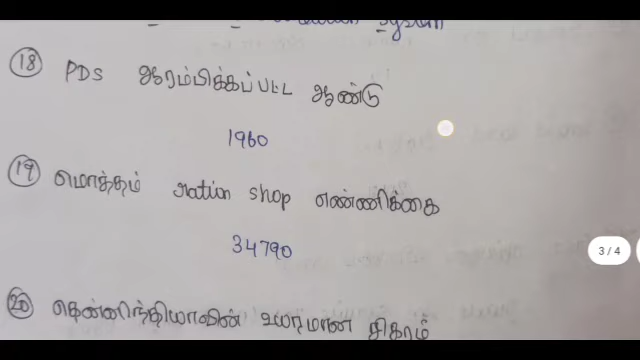 18 PDS ஆரம்பிக்கப்பட்ட ஆண்டு
1960
19 மொத்தம் ration shop எண்ணிக்கை
34790
3/4
20 தென்னிந்தியாவின் உயரமான சிகரம்